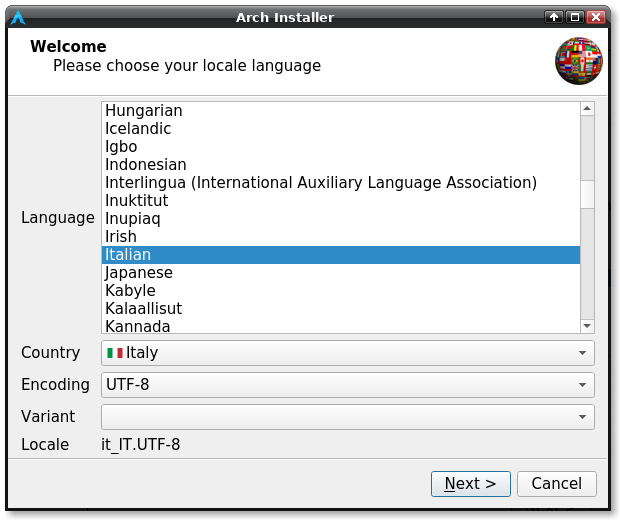 Arch Installer
Welcome
Please choose your locale language
Language
Hungarian
Icelandic
Igbo
Indonesian
Interlingua (International Auxiliary Language Association)
Inuktitut
Inupiaq
Irish
Italian
Japanese
Kabyle
Kalaallisut
Kannada
Country Italy
Encoding UTF-8
Variant
Locale it_IT.UTF-8
Next > Cancel